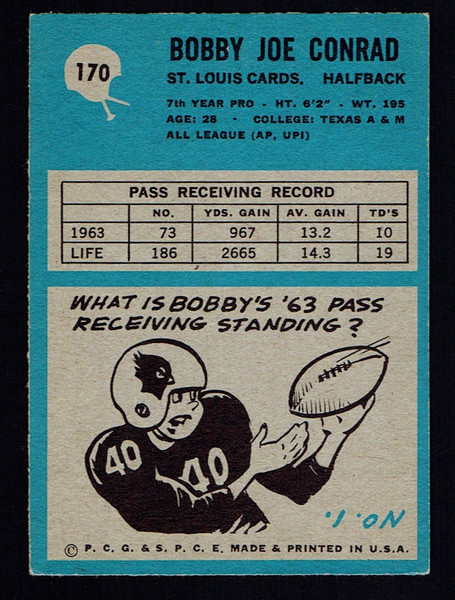 170
BOBBY JOE CONRAD
ST. LOUIS CARDS. HALFBACK
7th YEAR PRO - HT. 6'2" - WT. 195
AGE: 28 - COLLEGE: TEXAS A & M
ALL LEAGUE (AP, UPI)
PASS RECEIVING RECORD
NO. YDS. GAIN AV. GAIN TD'S
1963 73 967 13.2 10
LIFE 186 2665 14.3 19
WHAT IS BOBBY'S '63 PASS
RECEIVING STANDING?
40
40
NO. 1.
© P. C. G. & S. P. C. E. MADE & PRINTED IN U.S.A.